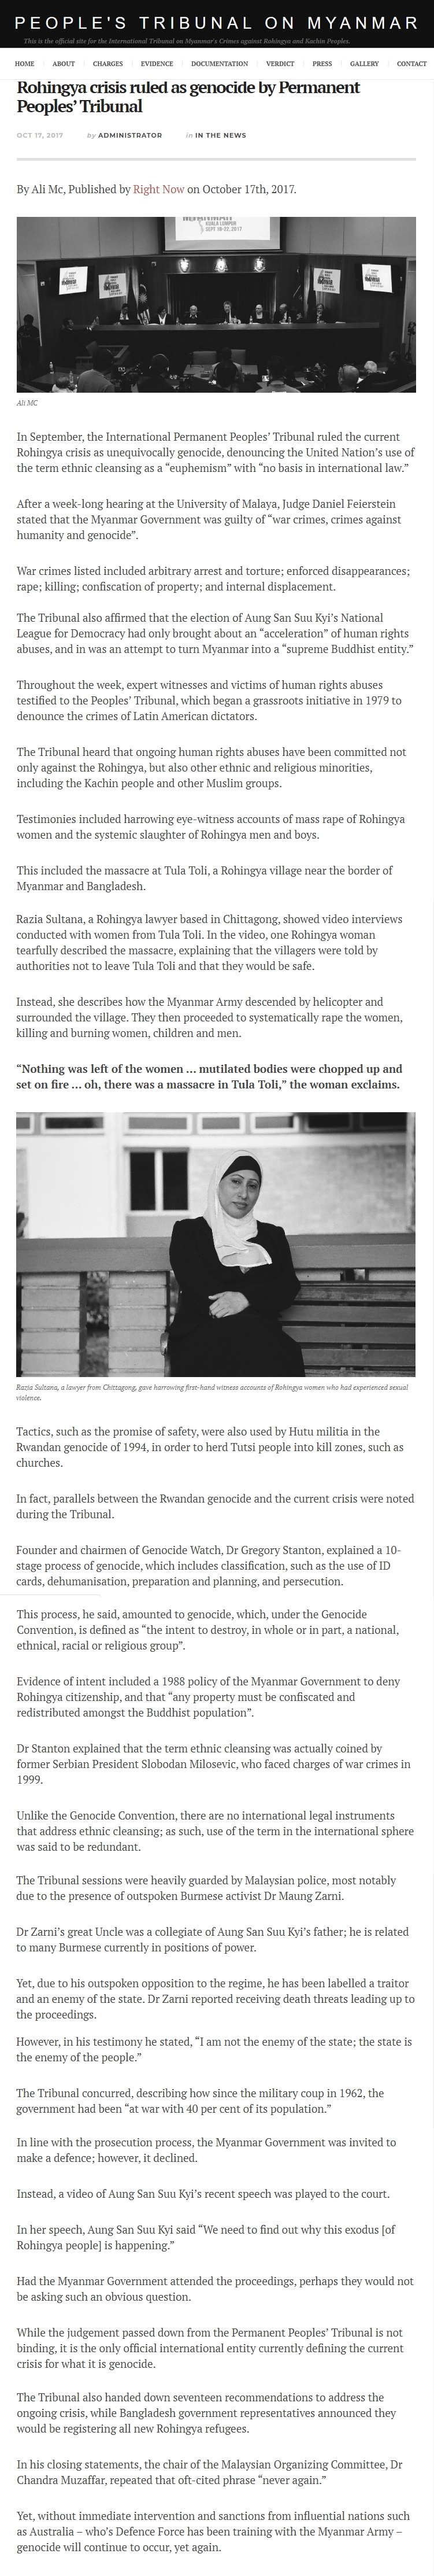 PEOPLE'S TRIBUNAL ON MYANMAR
This is the official site for the International Tribunal on Myanmar's Crimes against Rohingya and Kachin Peoples.
HOME ABOUT CHARGES EVIDENCE DOCUMENTATION VERDICT PRESS GALLERY CONTACT
Rohingya crisis ruled as genocide by Permanent
Peoples’ Tribunal
OCT 17, 2017 by ADMINISTRATOR in IN THE NEWS
By Ali Mc, Published by Right Now on October 17th, 2017.
KUALA LUMPUR
SEPT 18-22, 2017
Ali MC
In September, the International Permanent Peoples’ Tribunal ruled the current
Rohingya crisis as unequivocally genocide, denouncing the United Nation’s use of
the term ethnic cleansing as a “euphemism” with “no basis in international law.”
After a week-long hearing at the University of Malaya, Judge Daniel Feierstein
stated that the Myanmar Government was guilty of “war crimes, crimes against
humanity and genocide”.
War crimes listed included arbitrary arrest and torture; enforced disappearances;
rape; killing; confiscation of property; and internal displacement.
The Tribunal also affirmed that the election of Aung San Suu Kyi’s National
League for Democracy had only brought about an “acceleration” of human rights
abuses, and in was an attempt to turn Myanmar into a “supreme Buddhist entity.”
Throughout the week, expert witnesses and victims of human rights abuses
testified to the Peoples’ Tribunal, which began a grassroots initiative in 1979 to
denounce the crimes of Latin American dictators.
The Tribunal heard that ongoing human rights abuses have been committed not
only against the Rohingya, but also other ethnic and religious minorities,
including the Kachin people and other Muslim groups.
Testimonies included harrowing eye-witness accounts of mass rape of Rohingya
women and the systemic slaughter of Rohingya men and boys.
This included the massacre at Tula Toli, a Rohingya village near the border of
Myanmar and Bangladesh.
Razia Sultana, a Rohingya lawyer based in Chittagong, showed video interviews
conducted with women from Tula Toli. In the video, one Rohingya woman
tearfully described the massacre, explaining that the villagers were told by
authorities not to leave Tula Toli and that they would be safe.
Instead, she describes how the Myanmar Army descended by helicopter and
surrounded the village. They then proceeded to systematically rape the women,
killing and burning women, children and men.
“Nothing was left of the women … mutilated bodies were chopped up and
set on fire … oh, there was a massacre in Tula Toli,” the woman exclaims.
Razia Sultana, a lawyer from Chittagong, gave harrowing first-hand witness accounts of Rohingya women who had experienced sexual
violence.
Tactics, such as the promise of safety, were also used by Hutu militia in the
Rwandan genocide of 1994, in order to herd Tutsi people into kill zones, such as
churches.
In fact, parallels between the Rwandan genocide and the current crisis were noted
during the Tribunal.
Founder and chairmen of Genocide Watch, Dr Gregory Stanton, explained a 10-
stage process of genocide, which includes classification, such as the use of ID
cards, dehumanisation, preparation and planning, and persecution.
This process, he said, amounted to genocide, which, under the Genocide
Convention, is defined as “the intent to destroy, in whole or in part, a national,
ethnical, racial or religious group”.
Evidence of intent included a 1988 policy of the Myanmar Government to deny
Rohingya citizenship, and that “any property must be confiscated and
redistributed amongst the Buddhist population”.
Dr Stanton explained that the term ethnic cleansing was actually coined by
former Serbian President Slobodan Milosevic, who faced charges of war crimes in
1999.
Unlike the Genocide Convention, there are no international legal instruments
that address ethnic cleansing; as such, use of the term in the international sphere
was said to be redundant.
The Tribunal sessions were heavily guarded by Malaysian police, most notably
due to the presence of outspoken Burmese activist Dr Maung Zarni.
Dr Zarni’s great Uncle was a collegiate of Aung San Suu Kyi’s father; he is related
to many Burmese currently in positions of power.
Yet, due to his outspoken opposition to the regime, he has been labelled a traitor
and an enemy of the state. Dr Zarni reported receiving death threats leading up to
the proceedings.
However, in his testimony he stated, “I am not the enemy of the state; the state is
the enemy of the people.”
The Tribunal concurred, describing how since the military coup in 1962, the
government had been “at war with 40 per cent of its population.”
In line with the prosecution process, the Myanmar Government was invited to
make a defence; however, it declined.
Instead, a video of Aung San Suu Kyi’s recent speech was played to the court.
In her speech, Aung San Suu Kyi said “We need to find out why this exodus [of
Rohingya people] is happening.”
Had the Myanmar Government attended the proceedings, perhaps they would not
be asking such an obvious question.
While the judgement passed down from the Permanent Peoples’ Tribunal is not
binding, it is the only official international entity currently defining the current
crisis for what it is genocide.
The Tribunal also handed down seventeen recommendations to address the
ongoing crisis, while Bangladesh government representatives announced they
would be registering all new Rohingya refugees.
In his closing statements, the chair of the Malaysian Organizing Committee, Dr
Chandra Muzaffar, repeated that oft-cited phrase “never again.”
Yet, without immediate intervention and sanctions from influential nations such
as Australia – who’s Defence Force has been training with the Myanmar Army –
genocide will continue to occur, yet again.